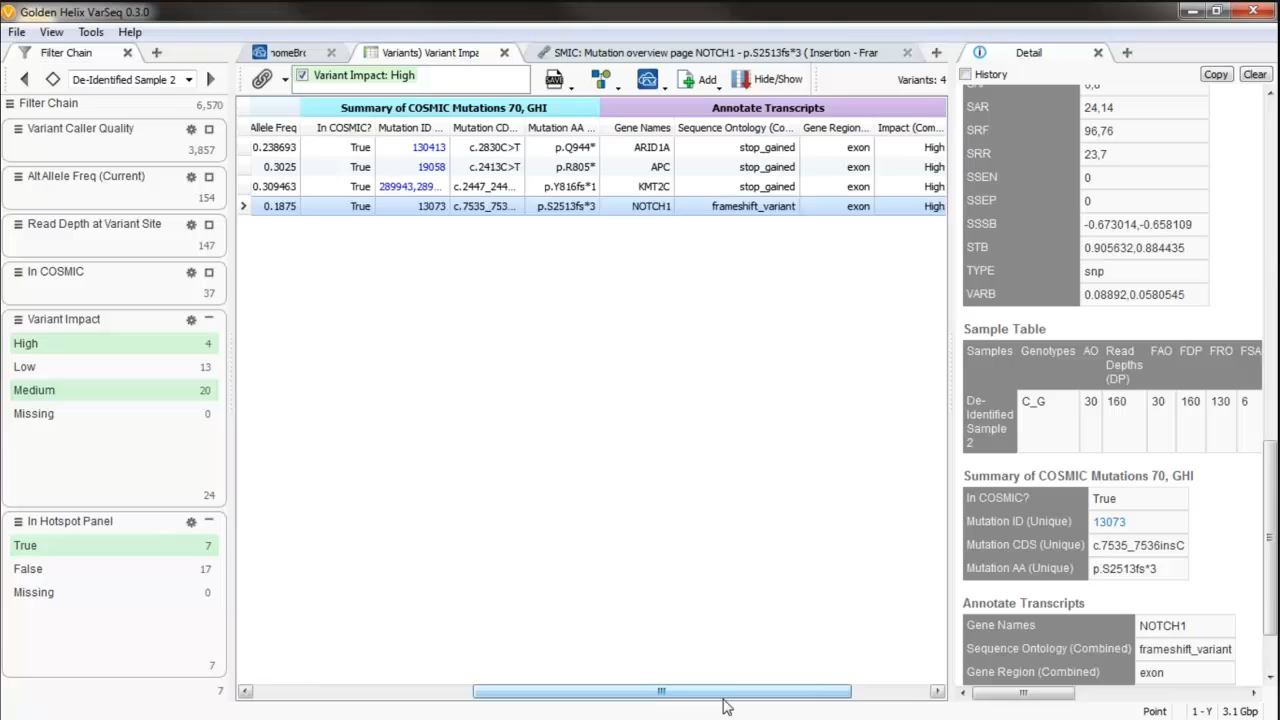 Golden Helix VarSeq 0.3.0
File View Tools Help
Filter Chain
De-Identified Sample 2
Filter Chain 6,570
Variant Caller Quality
3,857
Alt Allele Freq (Current)
154
Read Depth at Variant Site
147
In COSMIC
37
Variant Impact
High 4
Low 13
Medium 20
Missing 0
24
In Hotspot Panel
True 7
False 17
Missing 0
7
7
Variants) Variant Impa
SMIC: Mutation overview page NOTCH1 - p.S2513fs*3 ( Insertion - Frar
Variant Impact: High
SAVE
Add
Hide/Show
Variants: 4
Summary of COSMIC Mutations 70, GHI Annotate Transcripts
Allele Freq In COSMIC? Mutation ID ... Mutation CD... Mutation AA ... Gene Names Sequence Ontology (Co... Gene Region... Impact (Com...
0.238693 True 130413 c.2830C>T p.Q944* ARID1A stop_gained exon High
0.3025 True 19058 c.2413C>T p.R805* APC stop_gained exon High
0.309463 True 289943,289... c.2447_244... p.Y816fs*1 KMT2C stop_gained exon High
0.1875 True 13073 c.7535_753... p.S2513fs*3 NOTCH1 frameshift_variant exon High
Detail
History
Copy Clear
SAR 24,14
SRF 96,76
SRR 23,7
SSEN 0
SSEP 0
SSSB -0.673014,-0.658109
STB 0.905632,0.884435
TYPE snp
VARB 0.08892,0.0580545
Sample Table
Samples Genotypes AO Read Depths (DP) FAO FDP FRO FSA
De-Identified Sample 2 C_G 30 160 30 160 130 6
Summary of COSMIC Mutations 70, GHI
In COSMIC? True
Mutation ID (Unique) 13073
Mutation CDS (Unique) c.7535_7536insC
Mutation AA (Unique) p.S2513fs*3
Annotate Transcripts
Gene Names NOTCH1
Sequence Ontology (Combined) frameshift_variant
Gene Region (Combined) exon
Point 1 - Y 3.1 Gbp